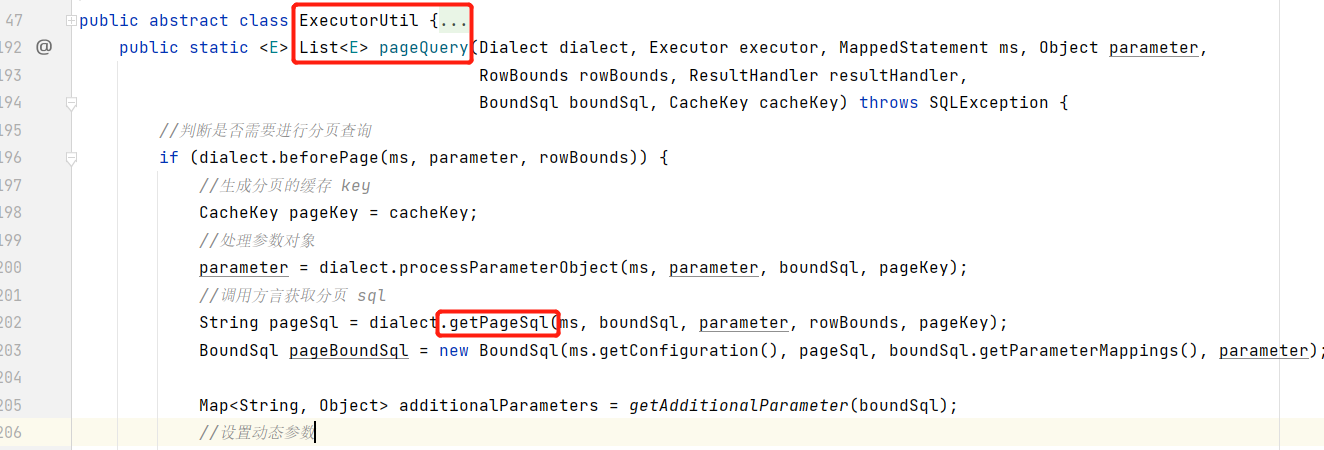 47 public abstract class ExecutorUtil {...
192 @ public static <E> List<E> pageQuery(Dialect dialect, Executor executor, MappedStatement ms, Object parameter,
193 RowBounds rowBounds, ResultHandler resultHandler,
194 BoundSql boundSql, CacheKey cacheKey) throws SQLException {
195 //判断是否需要进行分页查询
196 if (dialect.beforePage(ms, parameter, rowBounds)) {
197 //生成分页的缓存 key
198 CacheKey pageKey = cacheKey;
199 //处理参数对象
200 parameter = dialect.processParameterObject(ms, parameter, boundSql, pageKey);
201 //调用方言获取分页 sql
202 String pageSql = dialect.getPageSql(ms, boundSql, parameter, rowBounds, pageKey);
203 BoundSql pageBoundSql = new BoundSql(ms.getConfiguration(), pageSql, boundSql.getParameterMappings(), parameter);
204
205 Map<String, Object> additionalParameters = getAdditionalParameter(boundSql);
206 //设置动态参数